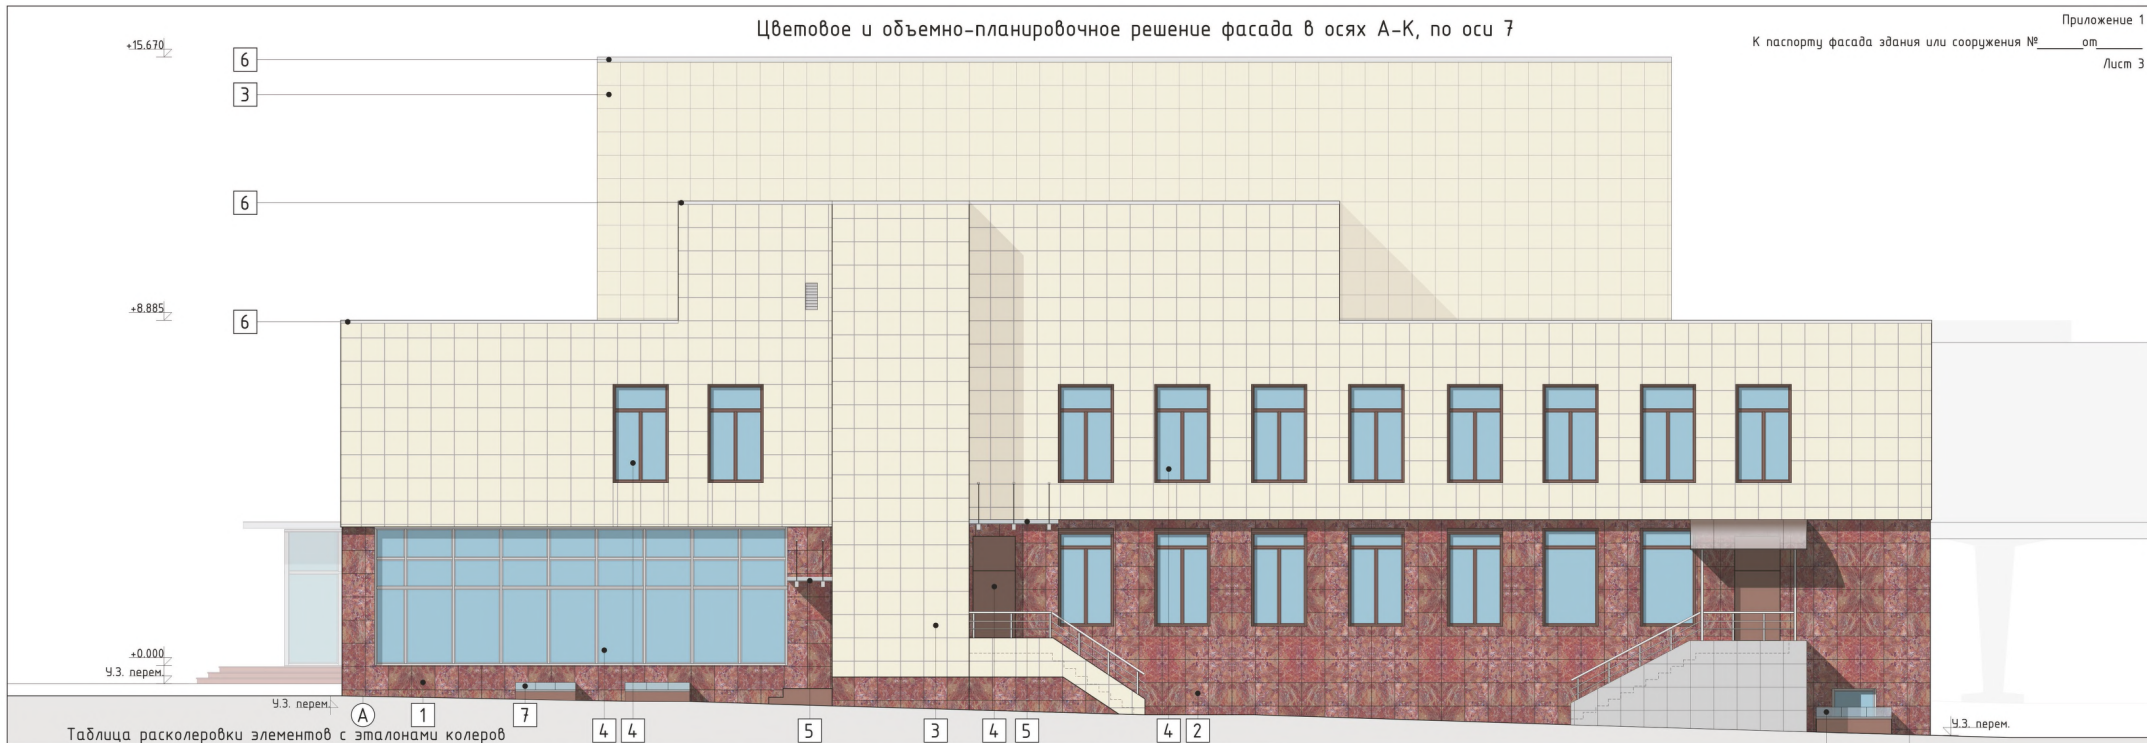 Цветовое и объемно-планировочное решение фасада в осях А-К, по оси 7
Приложение 1
К паспорту фасада здания или сооружения №______от______
Лист 3
+15.670
6
3
6
+8.885
6
+0.000
У.З. перем.
У.З. перем.
У.З. перем.
А
1
7
4
4
5
3
4
5
4
2
Таблица расколеровки элементов с эталонами колеров